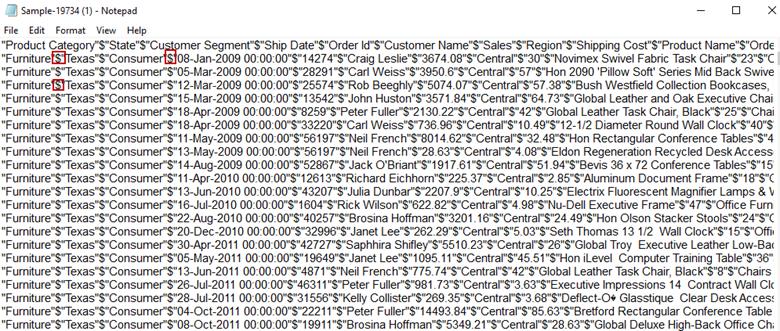 Sample-19734 (1) - Notepad
File Edit Format View Help
"Product Category"$"State"$"Customer Segment"$"Ship Date"$"Order Id"$"Customer Name"$"Sales"$"Region"$"Shipping Cost"$"Product Name"$"Orde
"Furniture"$"Texas"$"Consumer"$"08-Jan-2009 00:00:00"$"14274"$"Craig Leslie"$"3674.08"$"Central"$"30"$"Novimex Swivel Fabric Task Chair"$"23"$"C
"Furniture"$"Texas"$"Consumer"$"05-Mar-2009 00:00:00"$"28291"$"Carl Weiss"$"3950.6"$"Central"$"57"$"Hon 2090 'Pillow Soft' Series Mid Back Swive
"Furniture"$"Texas"$"Consumer"$"12-Mar-2009 00:00:00"$"25574"$"Rob Beeghly"$"5074.07"$"Central"$"57.38"$"Bush Westfield Collection Bookcases,
"Furniture"$"Texas"$"Consumer"$"15-Mar-2009 00:00:00"$"13542"$"John Huston"$"3571.84"$"Central"$"64.73"$"Global Leather and Oak Executive Chai
"Furniture"$"Texas"$"Consumer"$"18-Apr-2009 00:00:00"$"8259"$"Peter Fuller"$"2130.22"$"Central"$"42"$"Global Leather Task Chair, Black"$"25"$"Cha
"Furniture"$"Texas"$"Consumer"$"18-Apr-2009 00:00:00"$"33220"$"Carl Weiss"$"736.96"$"Central"$"10.49"$"12-1/2 Diameter Round Wall Clock"$"40"$
"Furniture"$"Texas"$"Consumer"$"11-May-2009 00:00:00"$"56197"$"Neil French"$"8014.62"$"Central"$"32.48"$"Hon Rectangular Conference Tables"$"4
"Furniture"$"Texas"$"Consumer"$"13-May-2009 00:00:00"$"56197"$"Neil French"$"28.63"$"Central"$"4.08"$"Eldon Regeneration Recycled Desk Access
"Furniture"$"Texas"$"Consumer"$"14-Aug-2009 00:00:00"$"52867"$"Jack O'Briant"$"1917.61"$"Central"$"51.94"$"Bevis 36 x 72 Conference Tables"$"15
"Furniture"$"Texas"$"Consumer"$"11-Apr-2010 00:00:00"$"12613"$"Richard Eichhorn"$"225.37"$"Central"$"2.85"$"Aluminum Document Frame"$"18"$"C
"Furniture"$"Texas"$"Consumer"$"13-Jun-2010 00:00:00"$"43207"$"Julia Dunbar"$"2207.9"$"Central"$"10.25"$"Electrix Fluorescent Magnifier Lamps & W
"Furniture"$"Texas"$"Consumer"$"16-Jul-2010 00:00:00"$"1604"$"Rick Wilson"$"622.82"$"Central"$"4.98"$"Nu-Dell Executive Frame"$"47"$"Office Furn
"Furniture"$"Texas"$"Consumer"$"22-Aug-2010 00:00:00"$"40257"$"Brosina Hoffman"$"3201.16"$"Central"$"24.49"$"Hon Olson Stacker Stools"$"24"$"C
"Furniture"$"Texas"$"Consumer"$"20-Dec-2010 00:00:00"$"32996"$"Janet Lee"$"262.29"$"Central"$"5.03"$"Seth Thomas 13 1/2  Wall Clock"$"15"$"Offi
"Furniture"$"Texas"$"Consumer"$"30-Apr-2011 00:00:00"$"42727"$"Saphhira Shifley"$"5510.23"$"Central"$"26"$"Global Troy  Executive Leather Low-Ba
"Furniture"$"Texas"$"Consumer"$"05-May-2011 00:00:00"$"19649"$"Janet Lee"$"1095.11"$"Central"$"45.51"$"Hon iLevel  Computer Training Table"$"36"
"Furniture"$"Texas"$"Consumer"$"13-Jun-2011 00:00:00"$"4871"$"Neil French"$"775.74"$"Central"$"42"$"Global Leather Task Chair, Black"$"8"$"Chairs
"Furniture"$"Texas"$"Consumer"$"26-Jul-2011 00:00:00"$"46311"$"Peter Fuller"$"981.73"$"Central"$"3.63"$"Executive Impressions 14  Contract Wall Clo
"Furniture"$"Texas"$"Consumer"$"28-Jul-2011 00:00:00"$"31556"$"Kelly Collister"$"269.35"$"Central"$"3.68"$"Deflect-O� Glasstique  Clear Desk Access
"Furniture"$"Texas"$"Consumer"$"04-Oct-2011 00:00:00"$"22211"$"Peter Fuller"$"14493.84"$"Central"$"85.63"$"Bretford Rectangular Conference Tabl
"Furniture"$"Texas"$"Consumer"$"08-Oct-2011 00:00:00"$"19911"$"Brosina Hoffman"$"5349.21"$"Central"$"28.63"$"Global Deluxe High-Back Office Ch